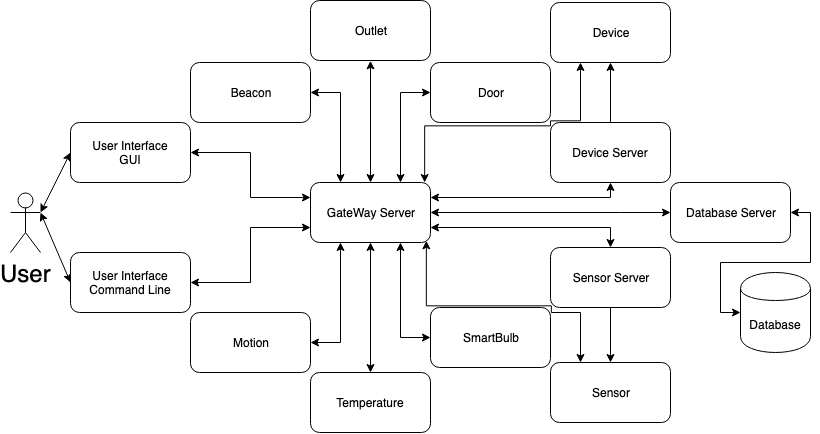 Outlet
Device
Beacon
Door
User Interface
GUI
Device Server
GateWay Server
Database Server
User
User Interface
Command Line
Sensor Server
Database
Motion
SmartBulb
Temperature
Sensor